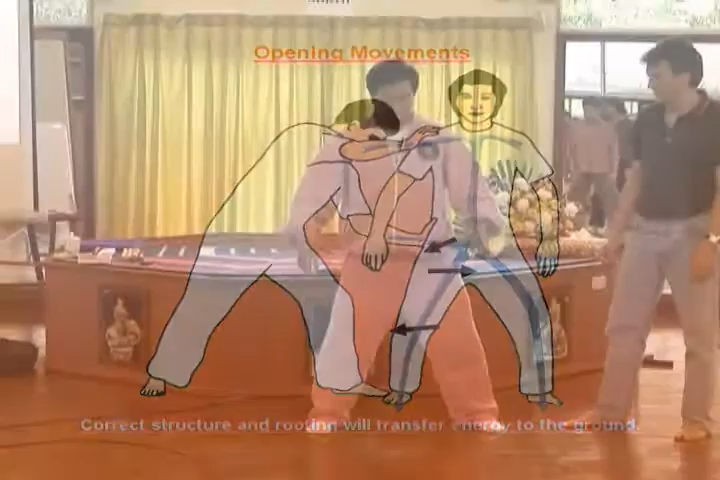 Opening Movements
Correct structure and rooting will transfer energy to the ground.